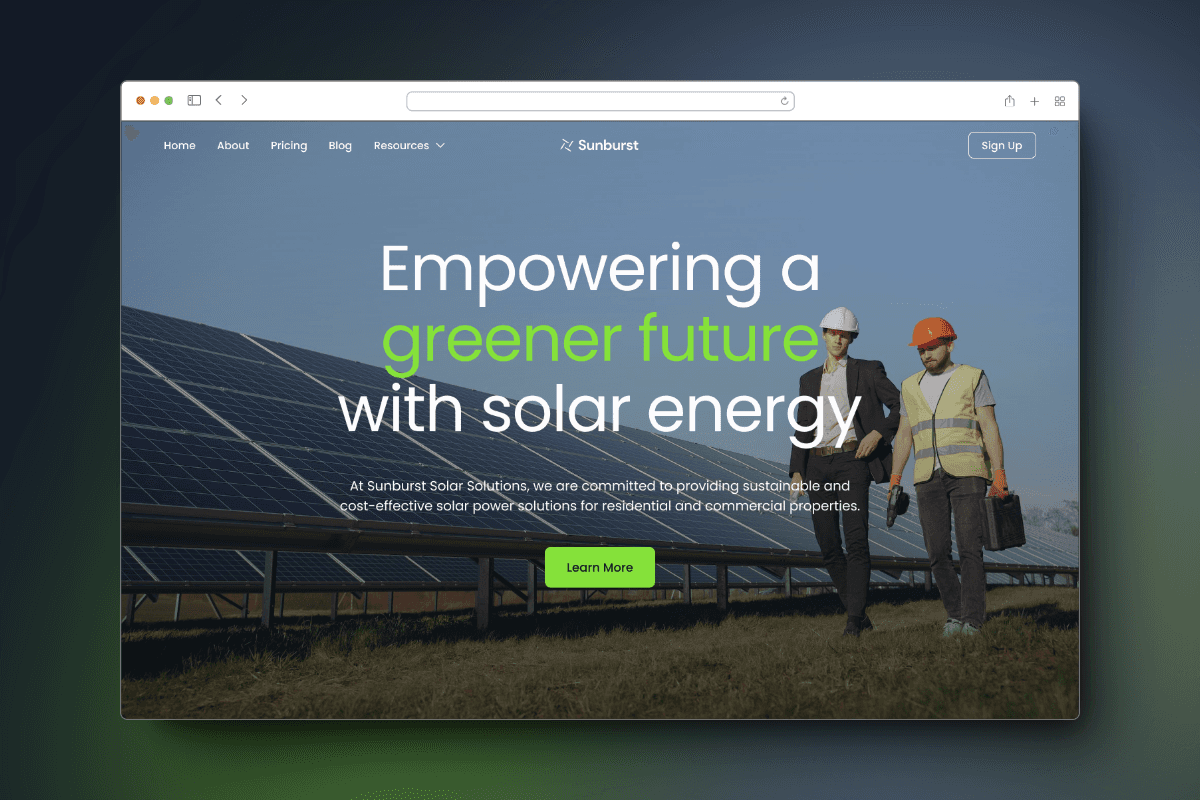 Home About Pricing Blog Resources Sunburst Sign Up
Empowering a
greener future
with solar energy
At Sunburst Solar Solutions, we are committed to providing sustainable and
cost-effective solar power solutions for residential and commercial properties.
Learn More